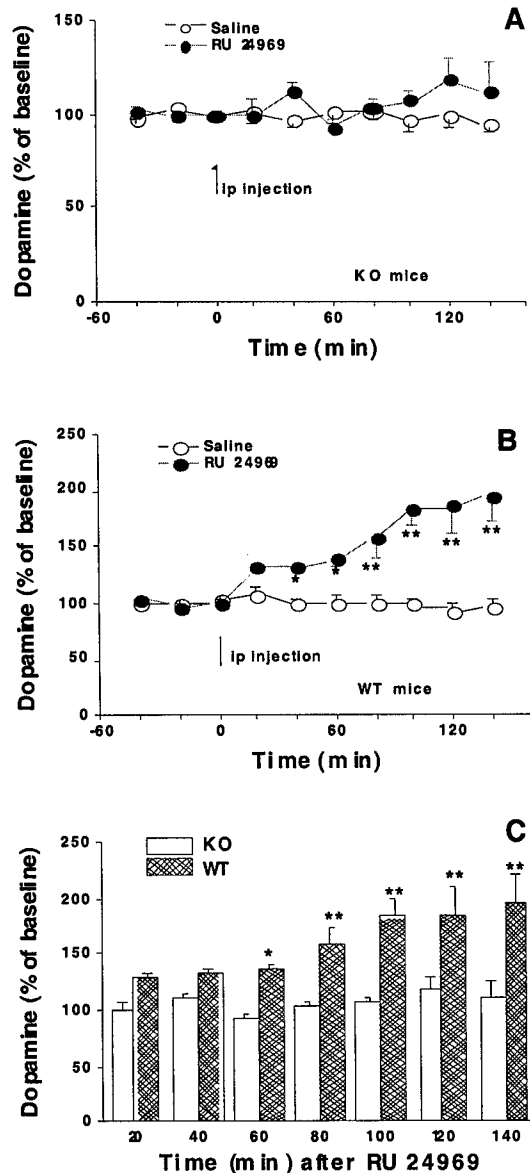 A
Saline
RU 24969
Dopamine (% of baseline)
150
100
50
0
ip injection
KO mice
-60 0 60 120
Time (min)
B
Saline
RU 24969
Dopamine (% of baseline)
250
200
150
100
50
0
* * ** ** ** **
ip injection
WT mice
-60 0 60 120
Time (min)
C
KO
WT
Dopamine (% of baseline)
250
200
150
100
50
0
* ** ** ** **
20 40 60 80 100 120 140
Time (min) after RU 24969